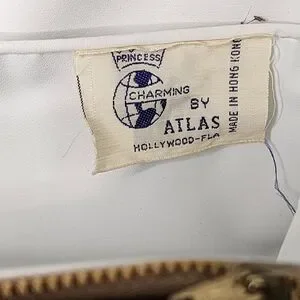 PRINCESS
CHARMING
BY
ATLAS
HOLLYWOOD-FLA
MADE IN HONG KONG